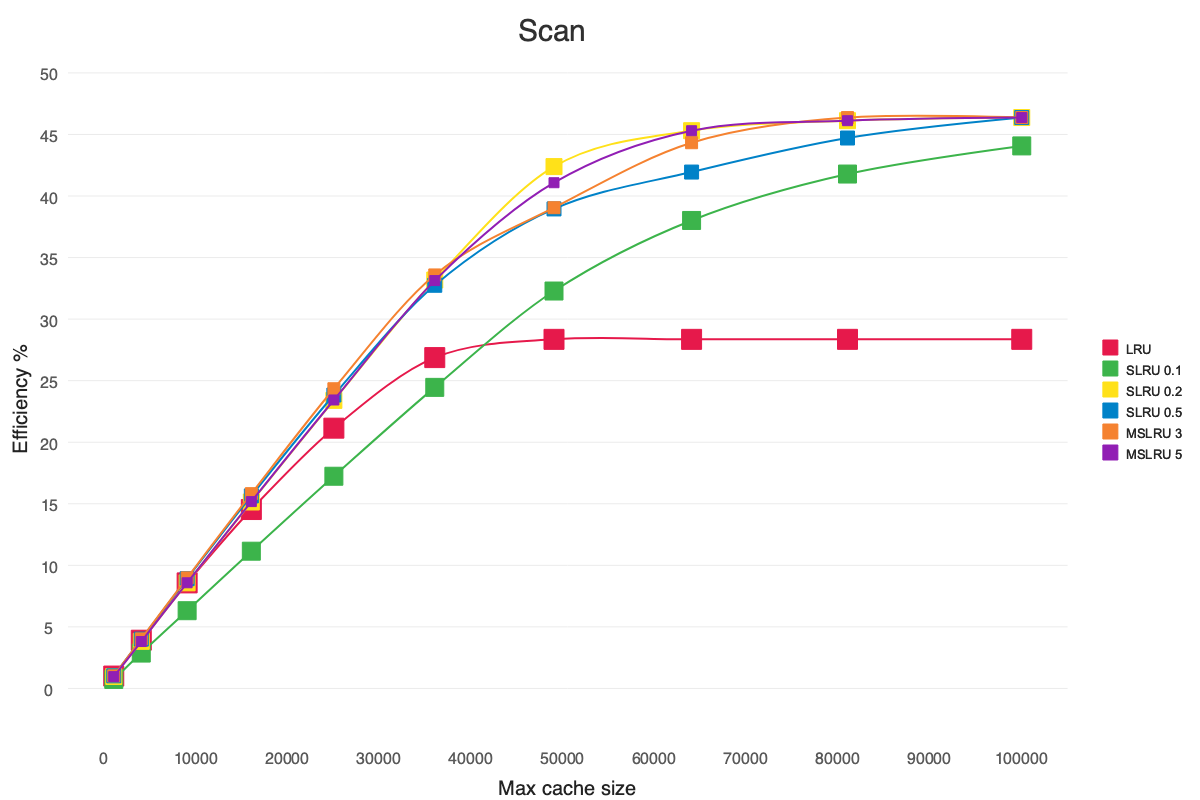 Scan
50
45
40
35
30
25
20
15
10
5
0
Efficiency %
0 10000 20000 30000 40000 50000 60000 70000 80000 90000 100000
Max cache size
LRU
SLRU 0.1
SLRU 0.2
SLRU 0.5
MSLRU 3
MSLRU 5